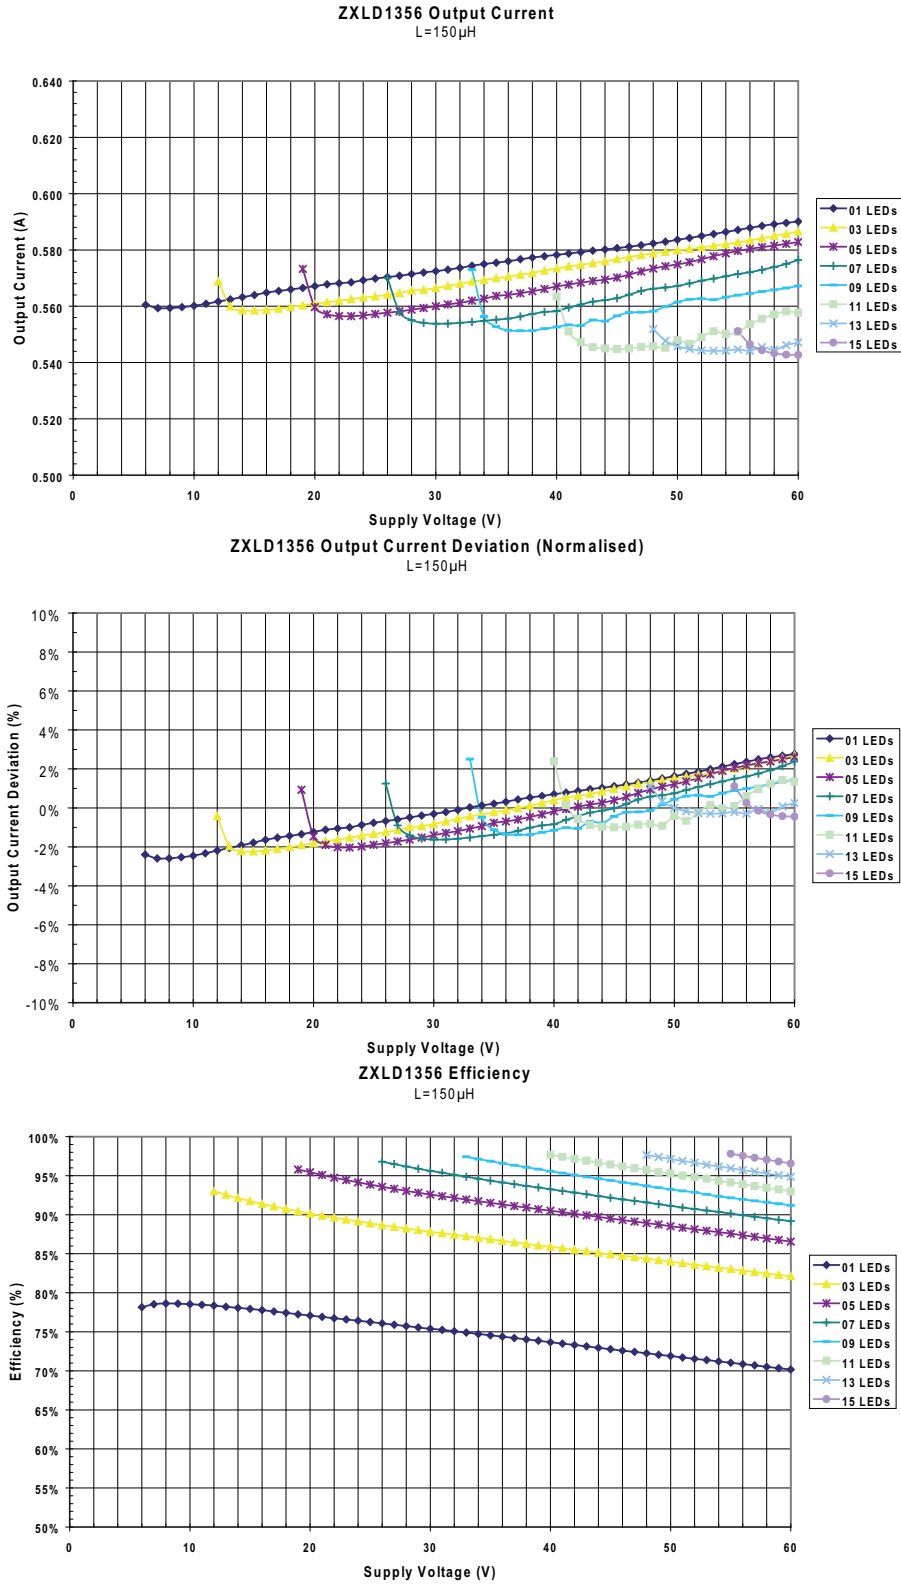 ZXLD1356 Output Current
L=150µH
0.640
0.620
0.600
0.580
0.560
0.540
0.520
0.500
Output Current (A)
0 10 20 30 40 50 60
Supply Voltage (V)
01 LEDs
03 LEDs
05 LEDs
07 LEDs
09 LEDs
11 LEDs
13 LEDs
15 LEDs
ZXLD1356 Output Current Deviation (Normalised)
L=150µH
10%
8%
6%
4%
2%
0%
-2%
-4%
-6%
-8%
-10%
Output Current Deviation (%)
0 10 20 30 40 50 60
Supply Voltage (V)
01 LEDs
03 LEDs
05 LEDs
07 LEDs
09 LEDs
11 LEDs
13 LEDs
15 LEDs
ZXLD1356 Efficiency
L=150µH
100%
95%
90%
85%
80%
75%
70%
65%
60%
55%
50%
Efficiency (%)
0 10 20 30 40 50 60
Supply Voltage (V)
01 LEDs
03 LEDs
05 LEDs
07 LEDs
09 LEDs
11 LEDs
13 LEDs
15 LEDs